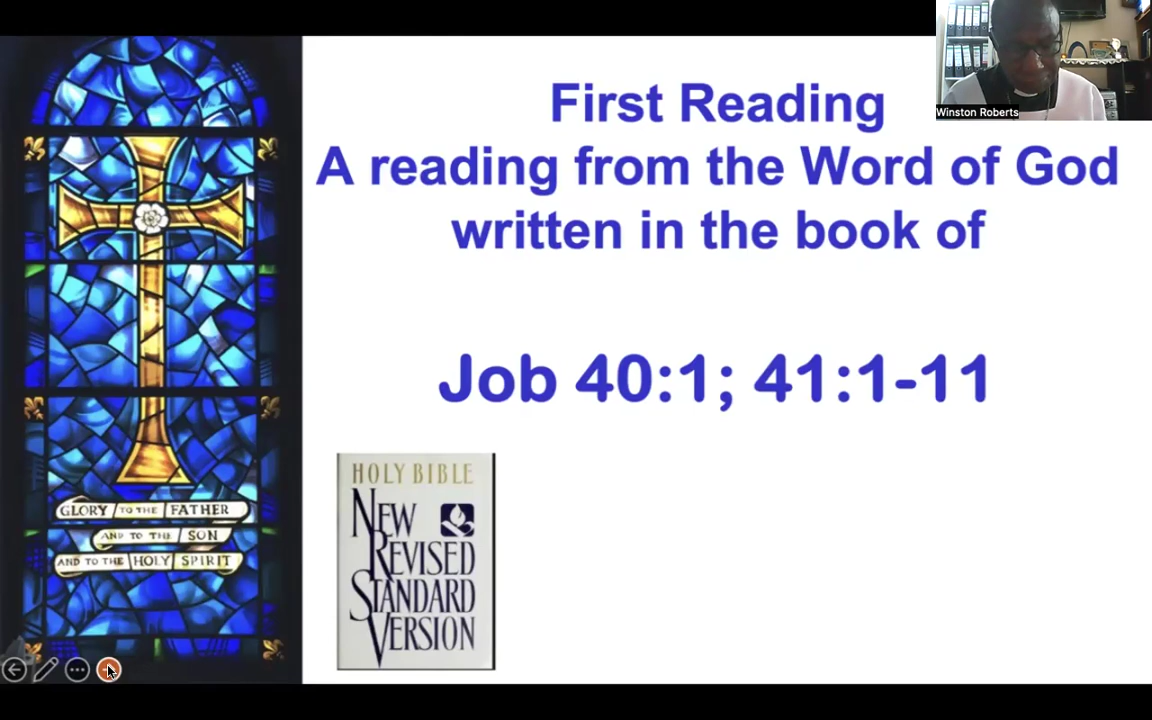 First Reading
A reading from the Word of God
written in the book of
Job 40:1; 41:1-11
Winston Roberts
GLORY TO THE FATHER
AND TO THE SON
AND TO THE HOLY SPIRIT
HOLY BIBLE
NEW
REVISED
STANDARD
VERSION